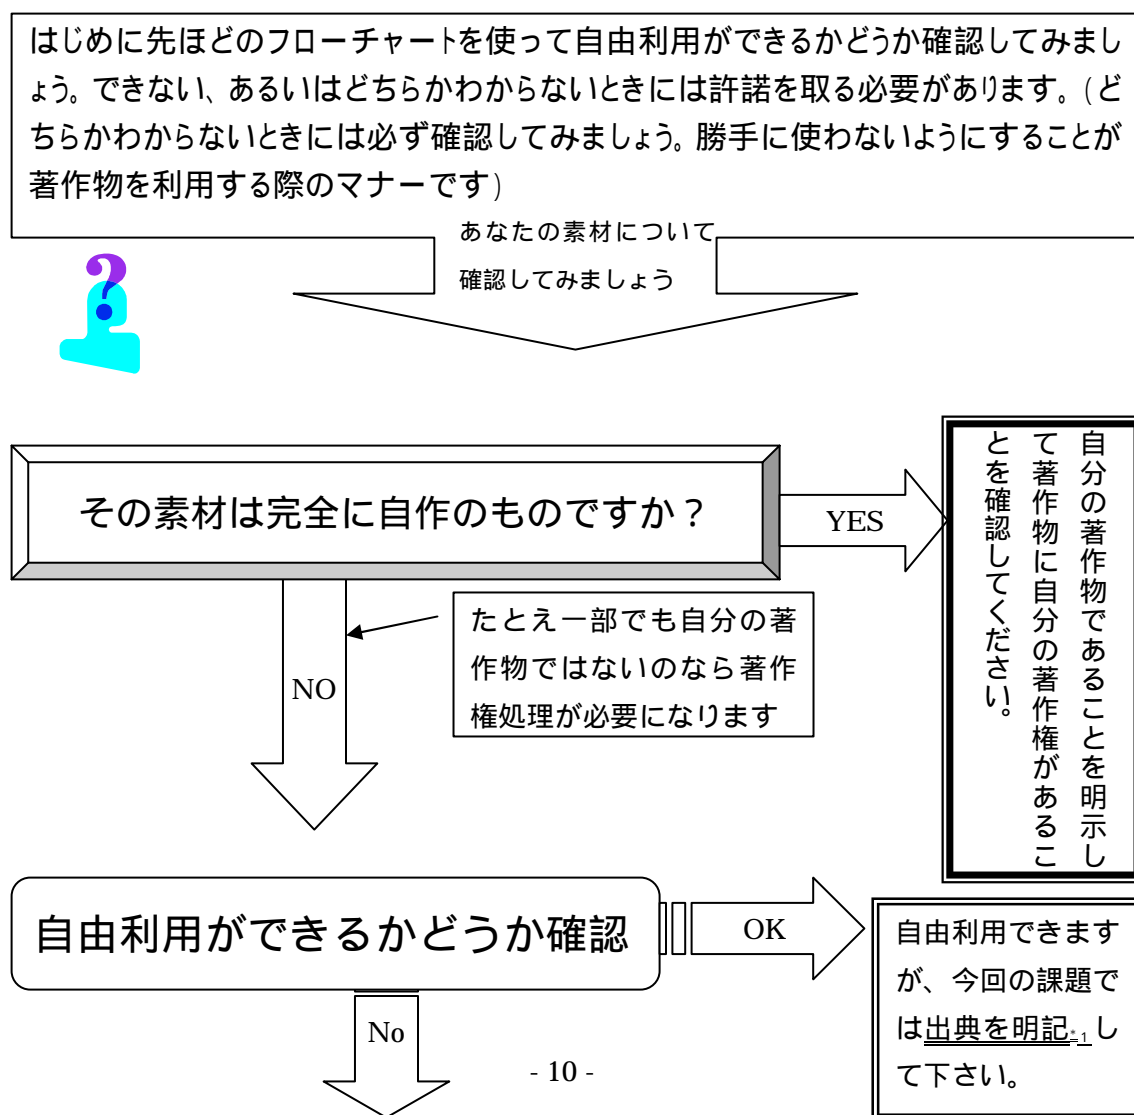 はじめに先ほどのフローチャートを使って自由利用ができるかどうか確認してみまし
ょう。できない、あるいはどちらかわからないときには許諾を取る必要があります。(ど
ちらかわからないときには必ず確認してみましょう。勝手に使わないようにすることが
著作物を利用する際のマナーです)
あなたの素材について
確認してみましょう
?
その素材は完全に自作のものですか？
YES
自分の著作物であることを明示し
て著作物に自分の著作権があるこ
とを確認してください。
たとえ一部でも自分の著
作物ではないのなら著作
権処理が必要になります
NO
自由利用ができるかどうか確認
OK
自由利用できます
が、今回の課題で
は出典を明記*1し
て下さい。
No
- 10 -